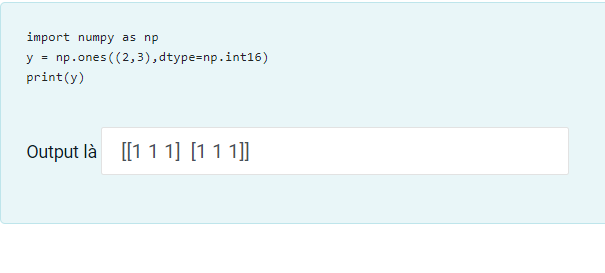 import numpy as np
y = np.ones((2,3),dtype=np.int16)
print(y)
Output là [[1 1 1] [1 1 1]]